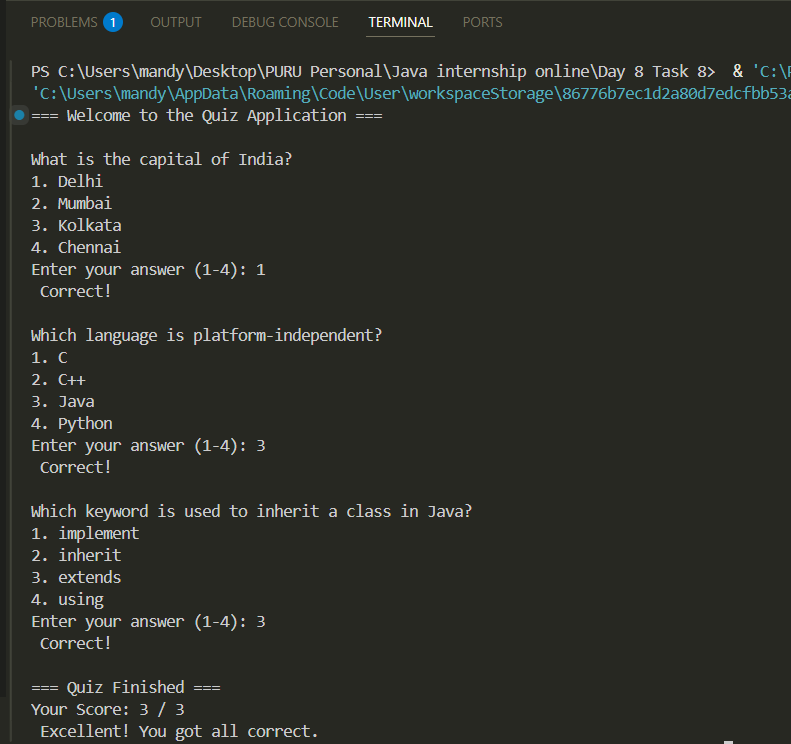 PROBLEMS 1 OUTPUT DEBUG CONSOLE TERMINAL PORTS
PS C:\Users\mandy\Desktop\PURU Personal\Java internship online\Day 8 Task 8>  & 'C:\
'C:\Users\mandy\AppData\Roaming\Code\User\workspaceStorage\86776b7ec1d2a80d7edcfbb53a
=== Welcome to the Quiz Application ===
What is the capital of India?
1. Delhi
2. Mumbai
3. Kolkata
4. Chennai
Enter your answer (1-4): 1
Correct!
Which language is platform-independent?
1. C
2. C++
3. Java
4. Python
Enter your answer (1-4): 3
Correct!
Which keyword is used to inherit a class in Java?
1. implement
2. inherit
3. extends
4. using
Enter your answer (1-4): 3
Correct!
=== Quiz Finished ===
Your Score: 3 / 3
Excellent! You got all correct.